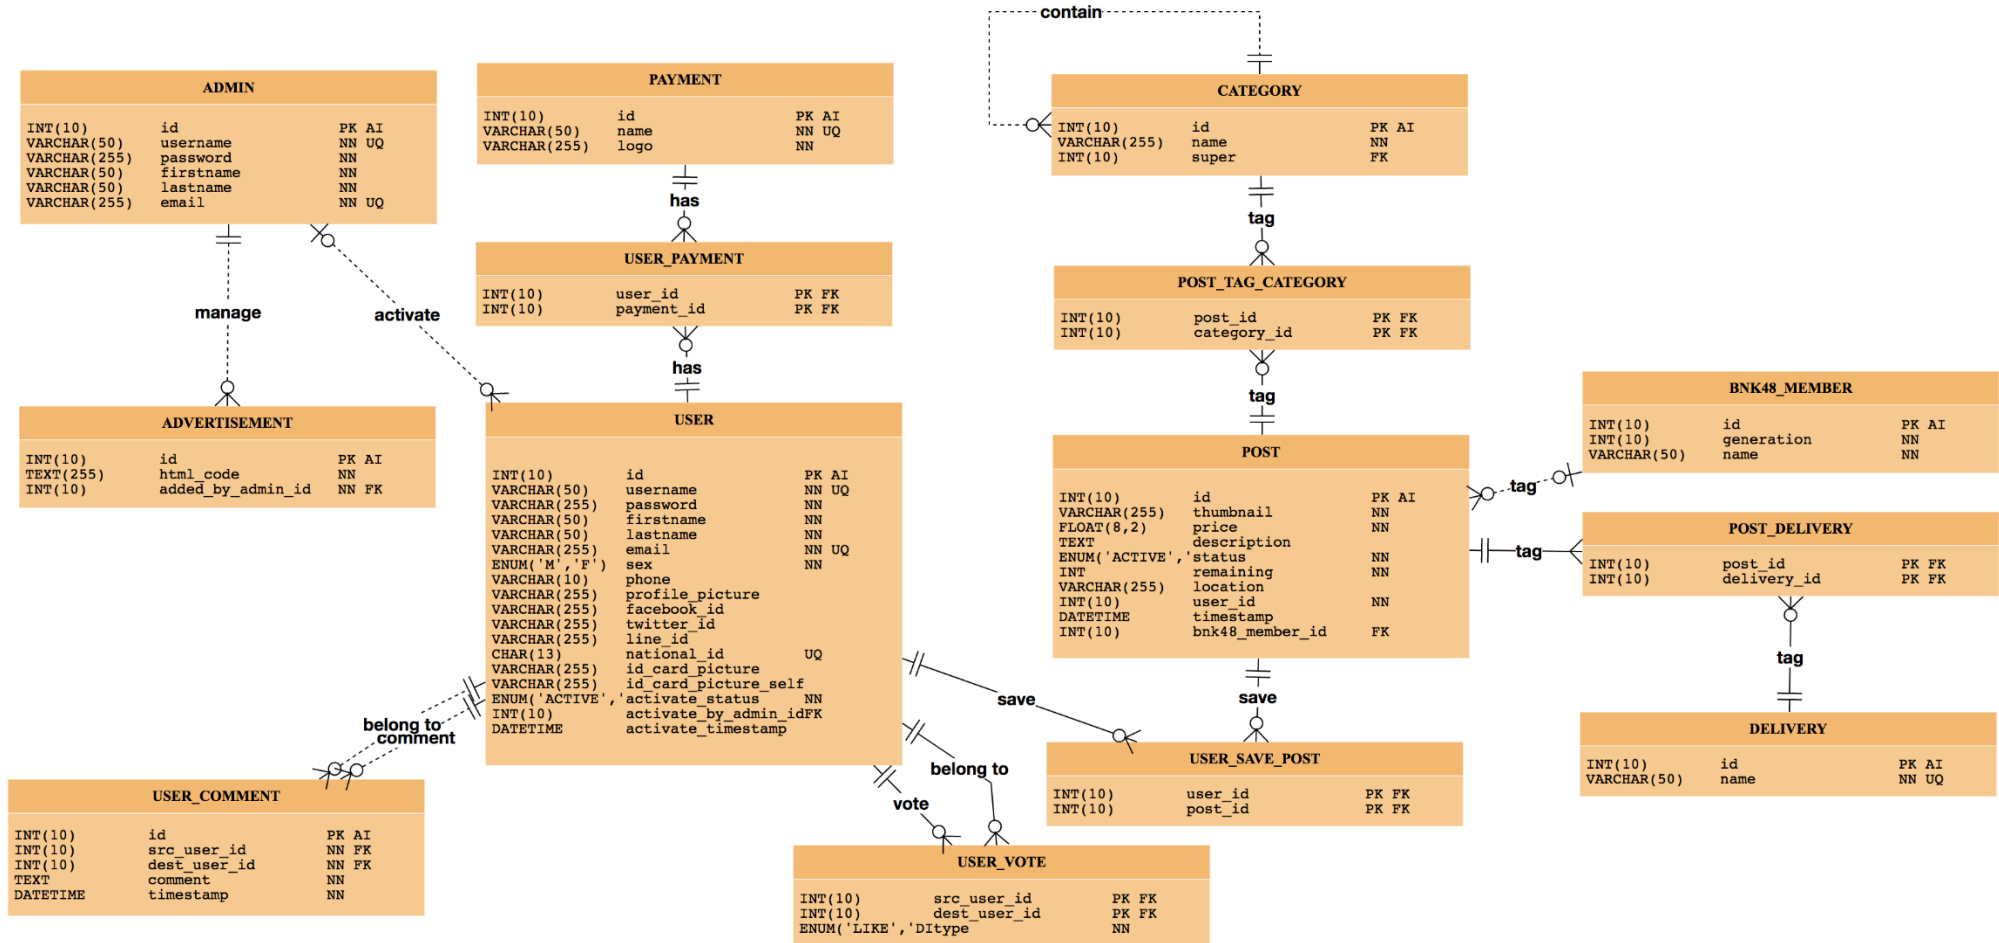 contain
ADMIN
INT(10) id PK AI
VARCHAR(50) username NN UQ
VARCHAR(255) password NN
VARCHAR(50) firstname NN
VARCHAR(50) lastname NN
VARCHAR(255) email NN UQ
PAYMENT
INT(10) id PK AI
VARCHAR(50) name NN UQ
VARCHAR(255) logo NN
CATEGORY
INT(10) id PK AI
VARCHAR(255) name NN
INT(10) super FK
has
tag
USER_PAYMENT
INT(10) user_id PK FK
INT(10) payment_id PK FK
POST_TAG_CATEGORY
INT(10) post_id PK FK
INT(10) category_id PK FK
manage
activate
has
tag
ADVERTISEMENT
INT(10) id PK AI
TEXT(255) html_code NN
INT(10) added_by_admin_id NN FK
USER
INT(10) id PK AI
VARCHAR(50) username NN UQ
VARCHAR(255) password NN
VARCHAR(50) firstname NN
VARCHAR(50) lastname NN
VARCHAR(255) email NN UQ
ENUM('M','F') sex NN
VARCHAR(10) phone
VARCHAR(255) profile_picture
VARCHAR(255) facebook_id
VARCHAR(255) twitter_id
VARCHAR(255) line_id
CHAR(13) national_id UQ
VARCHAR(255) id_card_picture
VARCHAR(255) id_card_picture_self
ENUM('ACTIVE','activate_status NN
INT(10) activate_by_admin_idFK
DATETIME activate_timestamp
POST
INT(10) id PK AI
VARCHAR(255) thumbnail NN
FLOAT(8,2) price NN
TEXT description
ENUM('ACTIVE','status NN
INT remaining NN
VARCHAR(255) location
INT(10) user_id NN
DATETIME timestamp
INT(10) bnk48_member_id FK
BNK48_MEMBER
INT(10) id PK AI
INT(10) generation NN
VARCHAR(50) name NN
tag
POST_DELIVERY
INT(10) post_id PK FK
INT(10) delivery_id PK FK
tag
tag
DELIVERY
INT(10) id PK AI
VARCHAR(50) name NN UQ
save
save
belong to
comment
belong to
vote
USER_SAVE_POST
INT(10) user_id PK FK
INT(10) post_id PK FK
USER_COMMENT
INT(10) id PK AI
INT(10) src_user_id NN FK
INT(10) dest_user_id NN FK
TEXT comment NN
DATETIME timestamp NN
USER_VOTE
INT(10) src_user_id PK FK
INT(10) dest_user_id PK FK
ENUM('LIKE','DItype NN